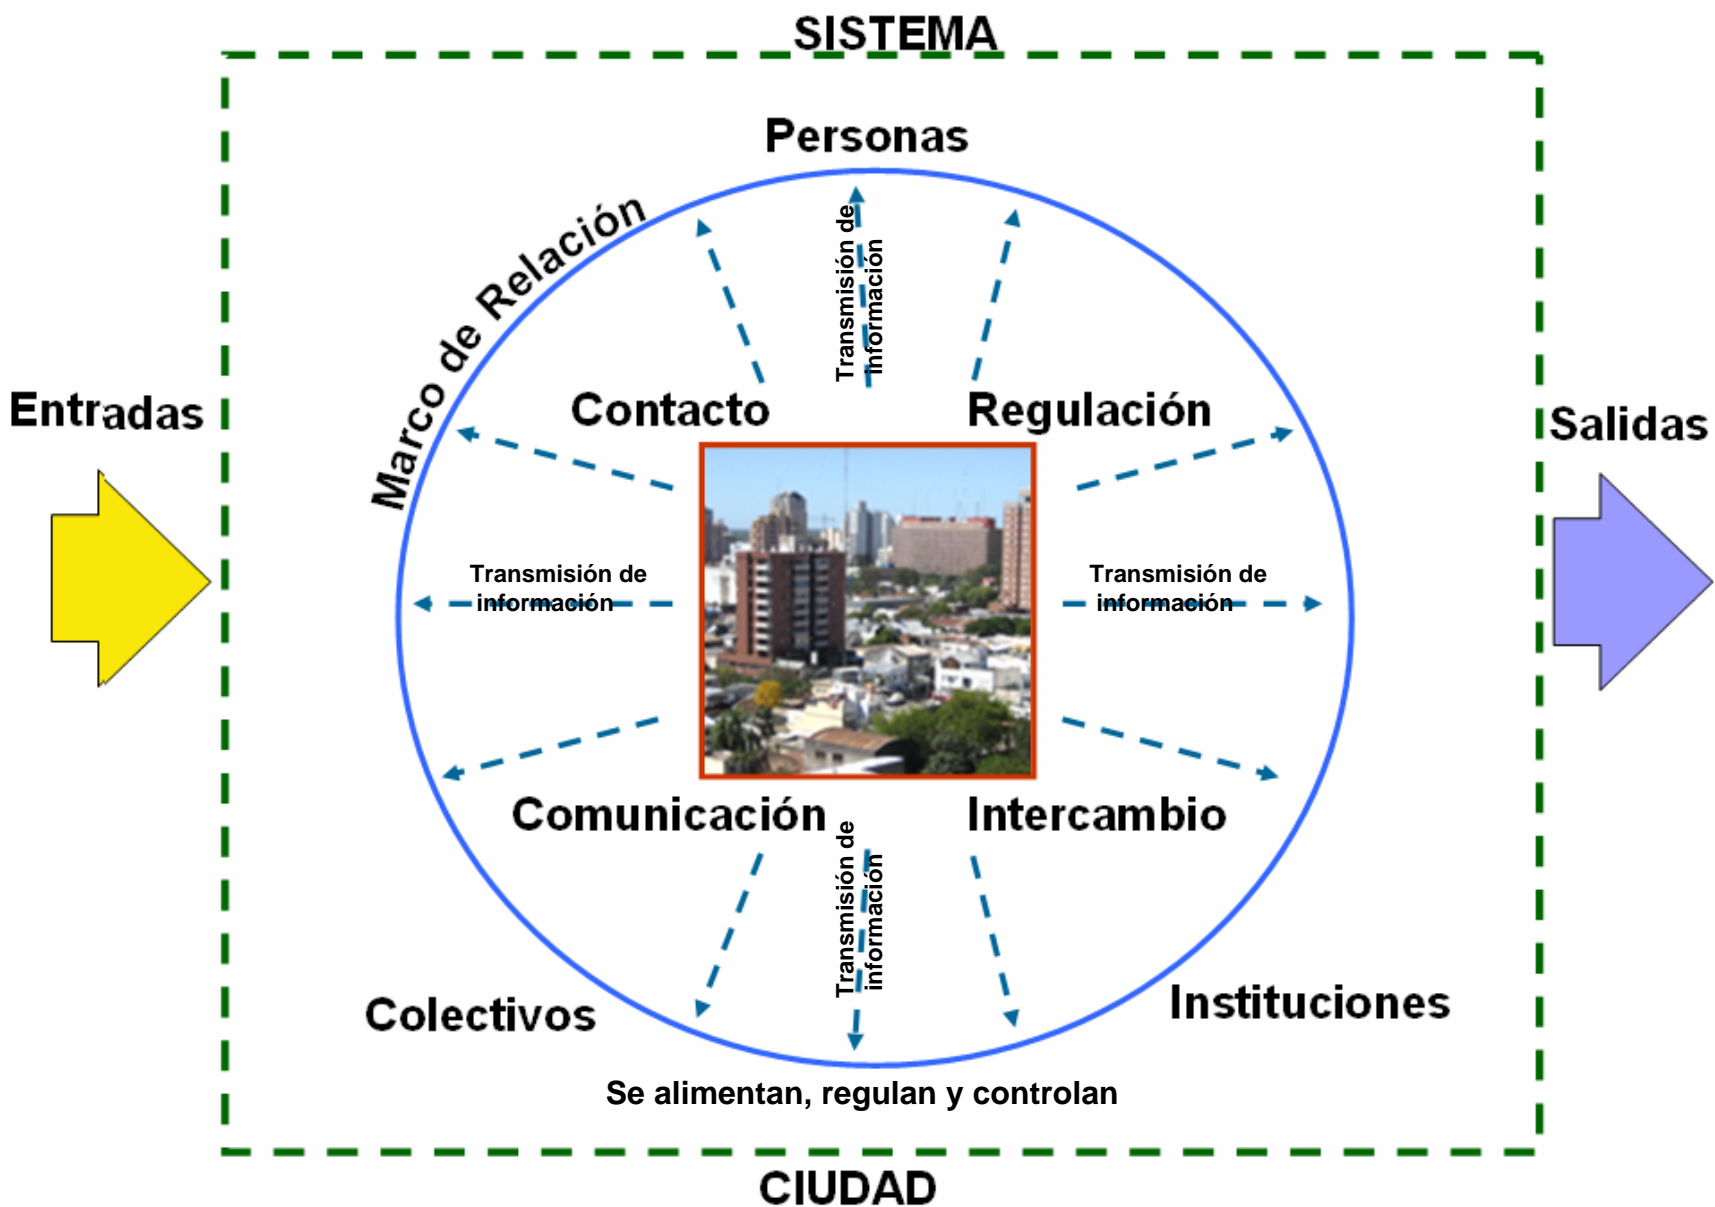 SISTEMA
Personas
Marco de Relación
Transmisión de
información
Entradas
Contacto
Regulación
Salidas
Transmisión de
información
Transmisión de
información
Comunicación
Intercambio
Transmisión de
información
Colectivos
Instituciones
Se alimentan, regulan y controlan
CIUDAD